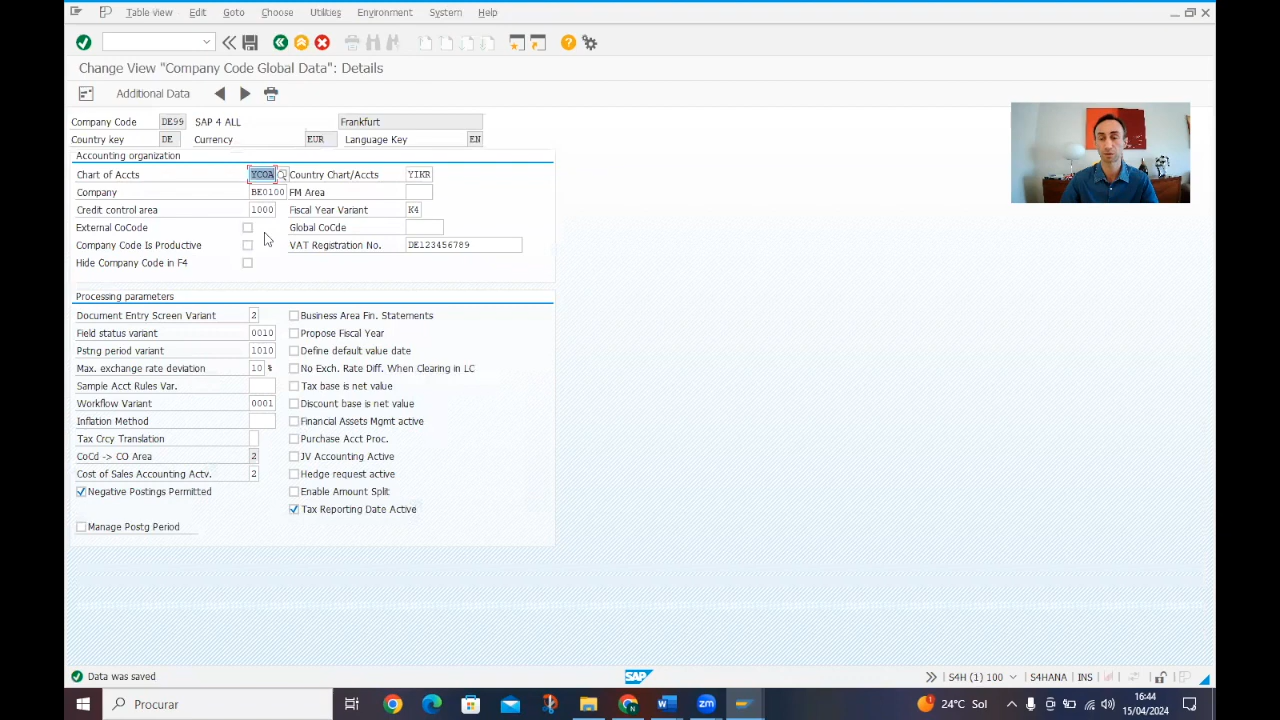 Table view Edit Goto Choose Utilities Environment System Help
Change View "Company Code Global Data": Details
Additional Data
Company Code DE99 SAP 4 ALL Frankfurt
Country key DE Currency EUR Language Key EN
Accounting organization
Chart of Accts YCOA Country Chart/Accts YIKR
Company BE0100 FM Area
Credit control area 1000 Fiscal Year Variant K4
External CoCode Global CoCde
Company Code Is Productive VAT Registration No. DE123456789
Hide Company Code in F4
Processing parameters
Document Entry Screen Variant 2 Business Area Fin. Statements
Field status variant 0010 Propose Fiscal Year
Pstng period variant 1010 Define default value date
Max. exchange rate deviation 10 % No Exch. Rate Diff. When Clearing in LC
Sample Acct Rules Var. Tax base is net value
Workflow Variant 0001 Discount base is net value
Inflation Method Financial Assets Mgmt active
Tax Crcy Translation Purchase Acct Proc.
CoCd -> CO Area 2 JV Accounting Active
Cost of Sales Accounting Actv. 2 Hedge request active
Negative Postings Permitted Enable Amount Split
Tax Reporting Date Active
Manage Postg Period
Data was saved SAP S4H (1) 100 S4HANA INS
Procurar 24°C Sol 16:44
15/04/2024